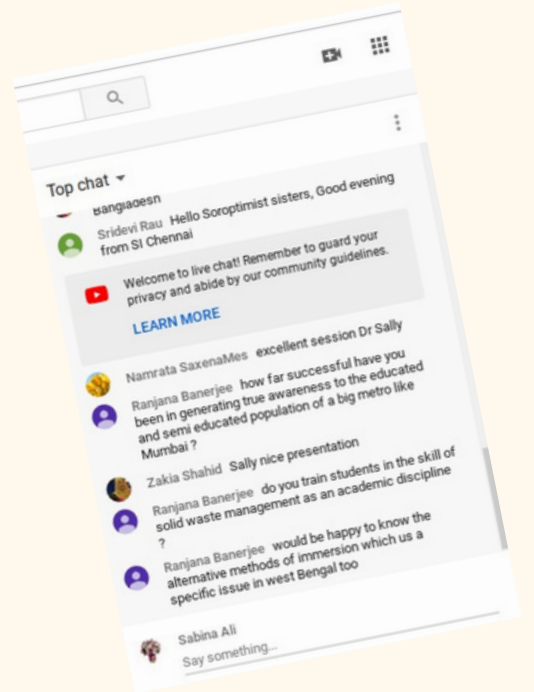 Top chat
Bangladesh
Sridevi Rau Hello Soroptimist sisters, Good evening
from SI Chennai
Welcome to live chat! Remember to guard your
privacy and abide by our community guidelines.
LEARN MORE
Namrata SaxenaMes excellent session Dr Sally
Ranjana Banerjee how far successful have you
been in generating true awareness to the educated
and semi educated population of a big metro like
Mumbai ?
Zakia Shahid Sally nice presentation
Ranjana Banerjee do you train students in the skill of
solid waste management as an academic discipline
?
Ranjana Banerjee would be happy to know the
alternative methods of immersion which us a
specific issue in west Bengal too
Sabina Ali
Say something...